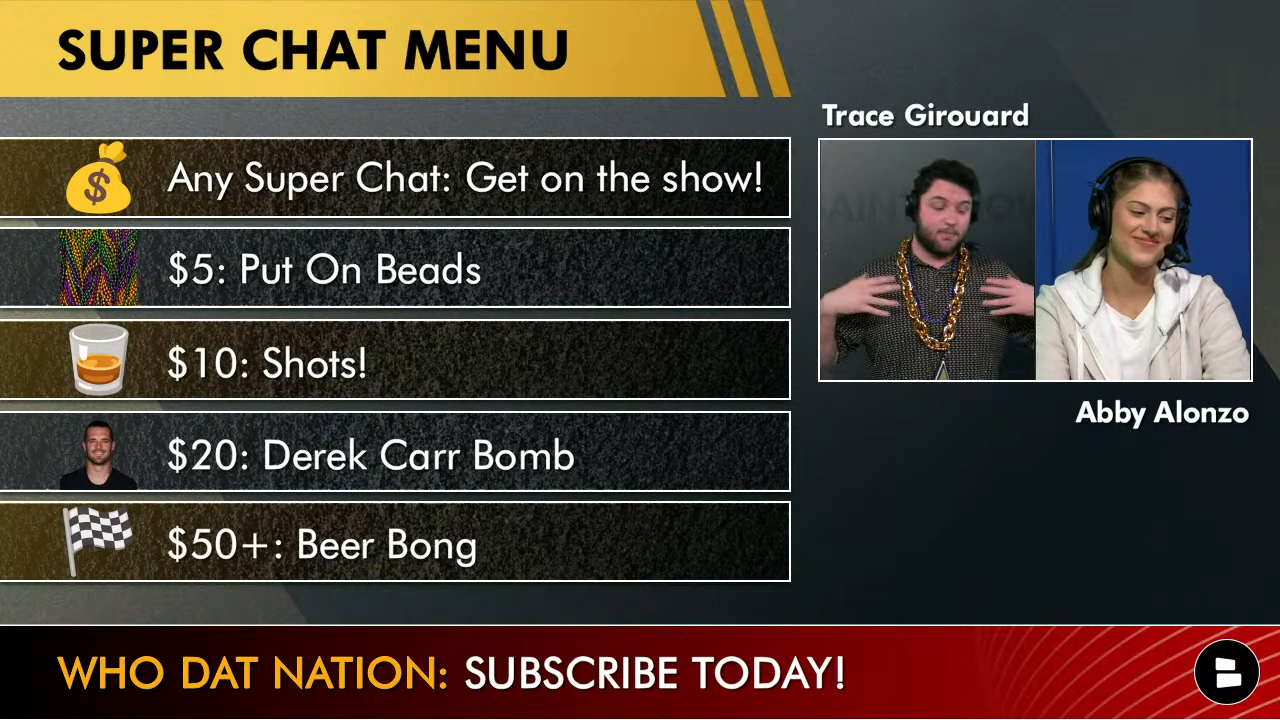 SUPER CHAT MENU
Trace Girouard
Any Super Chat: Get on the show!
$5: Put On Beads
$10: Shots!
$20: Derek Carr Bomb
$50+: Beer Bong
Abby Alonzo
WHO DAT NATION: SUBSCRIBE TODAY!